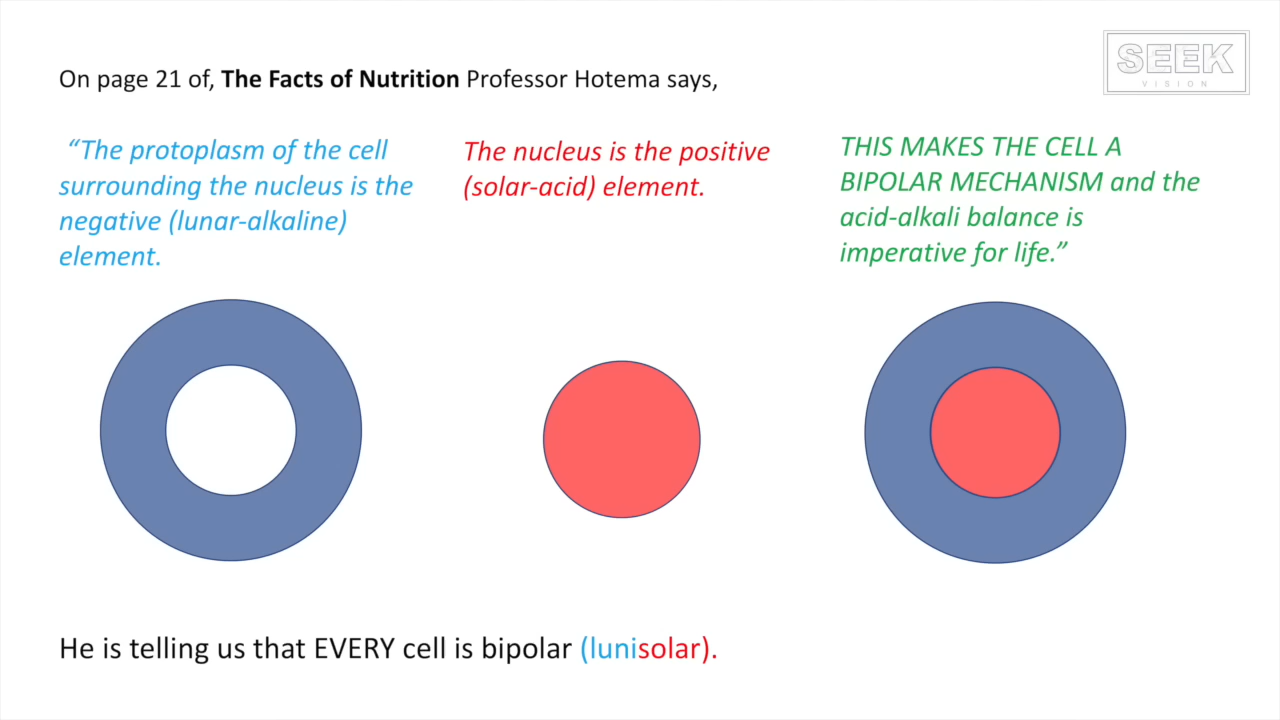 SEEK
VISION
On page 21 of, The Facts of Nutrition Professor Hotema says,
“The protoplasm of the cell
surrounding the nucleus is the
negative (lunar-alkaline)
element.
The nucleus is the positive
(solar-acid) element.
THIS MAKES THE CELL A
BIPOLAR MECHANISM and the
acid-alkali balance is
imperative for life.”
He is telling us that EVERY cell is bipolar (lunisolar).